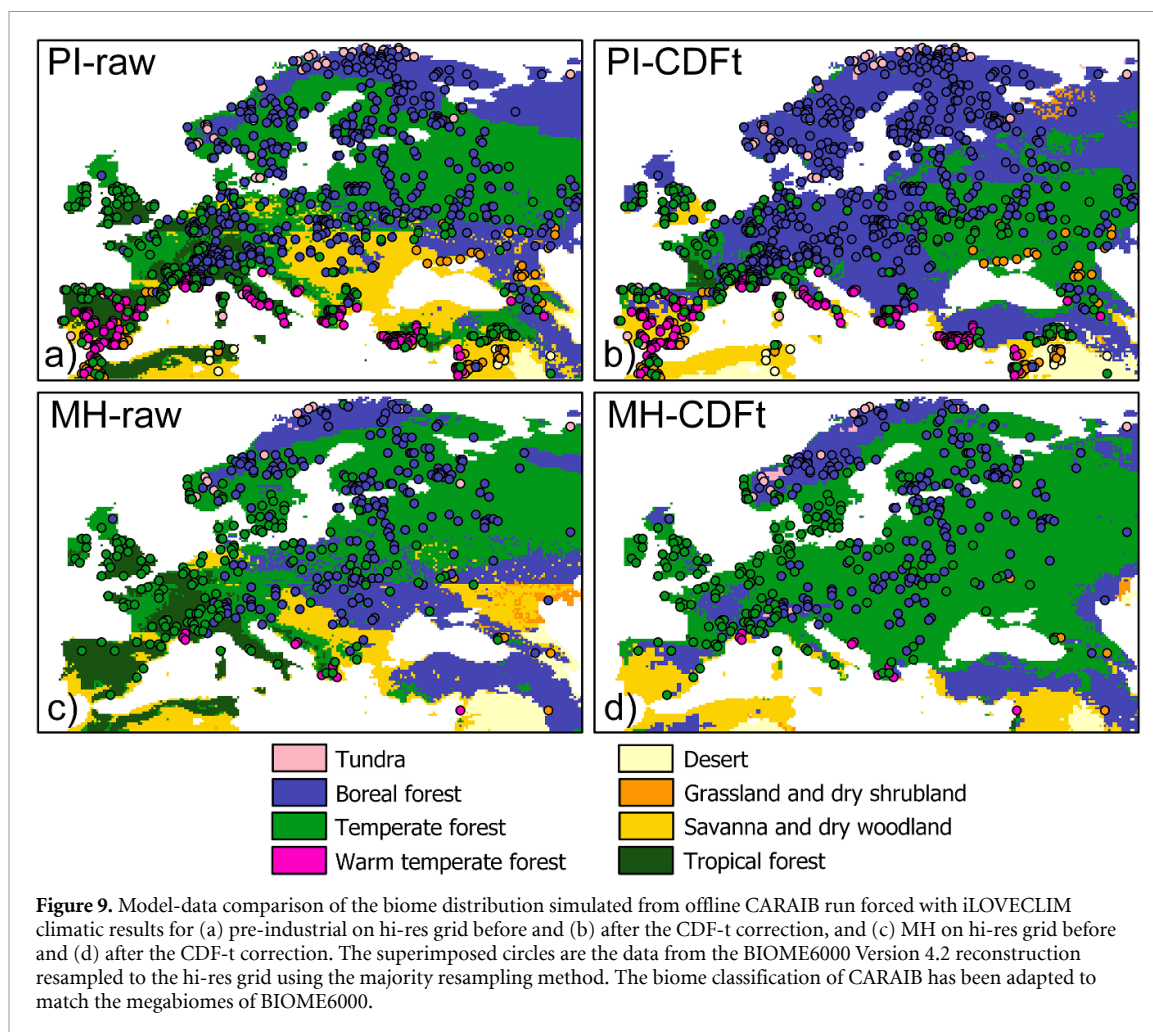 PI-raw
PI-CDFt
a)
b)
MH-raw
MH-CDFt
c)
d)
Tundra
Desert
Boreal forest
Grassland and dry shrubland
Temperate forest
Savanna and dry woodland
Warm temperate forest
Tropical forest
Figure 9. Model-data comparison of the biome distribution simulated from offline CARAIB run forced with iLOVECLIM
climatic results for (a) pre-industrial on hi-res grid before and (b) after the CDF-t correction, and (c) MH on hi-res grid before
and (d) after the CDF-t correction. The superimposed circles are the data from the BIOME6000 Version 4.2 reconstruction
resampled to the hi-res grid using the majority resampling method. The biome classification of CARAIB has been adapted to
match the megabiomes of BIOME6000.